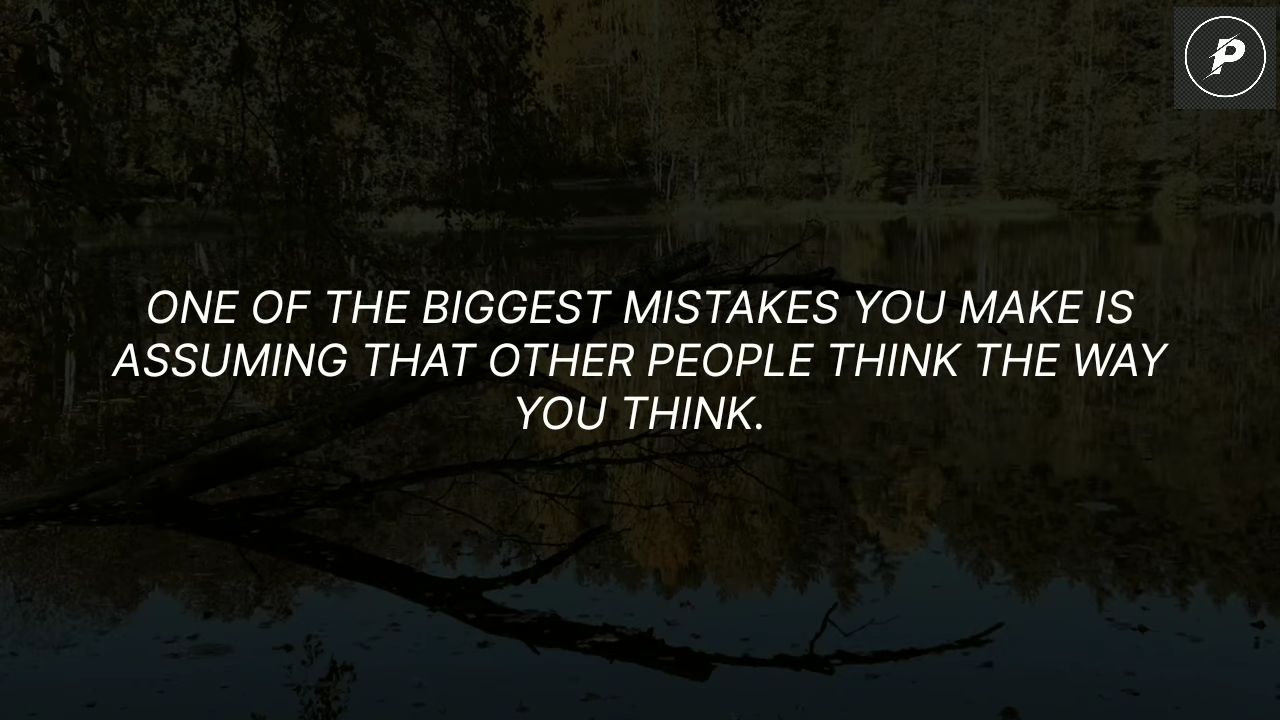 P
ONE OF THE BIGGEST MISTAKES YOU MAKE IS
ASSUMING THAT OTHER PEOPLE THINK THE WAY
YOU THINK.